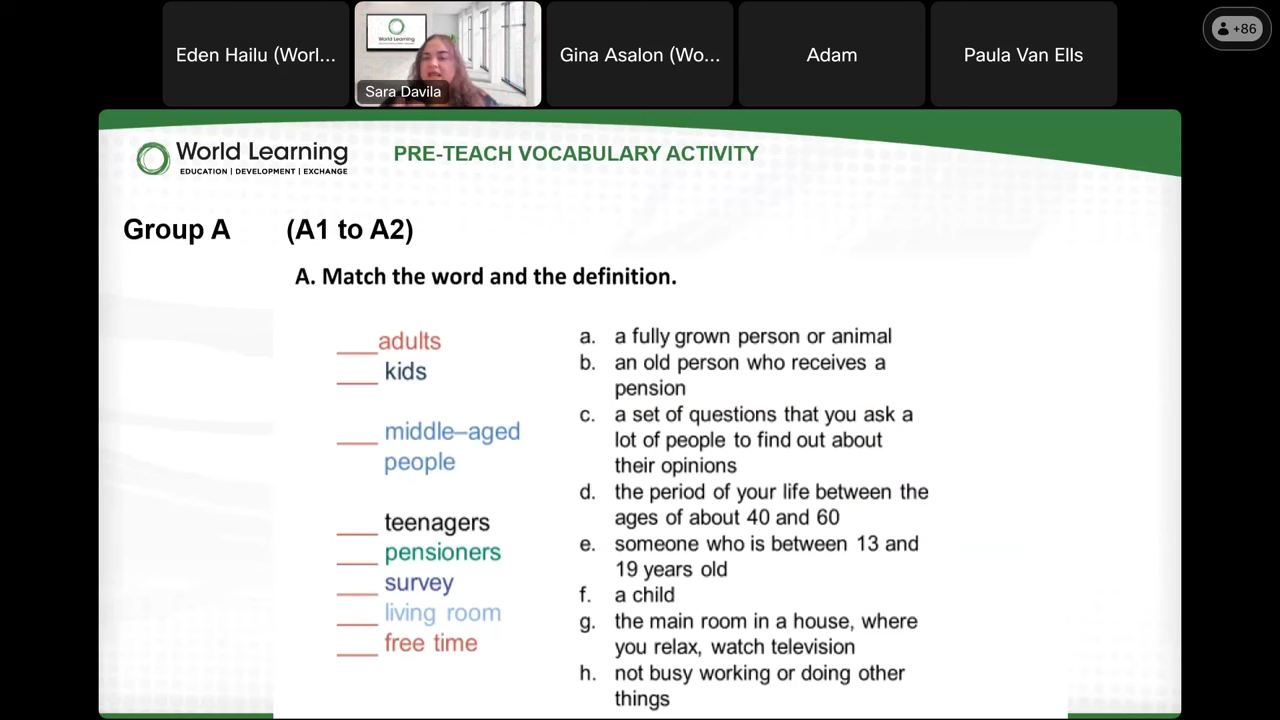 Eden Hailu (Worl...
World Learning
Sara Davila
Gina Asalon (Wo...
Adam
Paula Van Ells
+86
World Learning
EDUCATION | DEVELOPMENT | EXCHANGE
PRE-TEACH VOCABULARY ACTIVITY
Group A (A1 to A2)
A. Match the word and the definition.
___ adults
___ kids
___ middle–aged
people
___ teenagers
___ pensioners
___ survey
___ living room
___ free time
a. a fully grown person or animal
b. an old person who receives a
pension
c. a set of questions that you ask a
lot of people to find out about
their opinions
d. the period of your life between the
ages of about 40 and 60
e. someone who is between 13 and
19 years old
f. a child
g. the main room in a house, where
you relax, watch television
h. not busy working or doing other
things